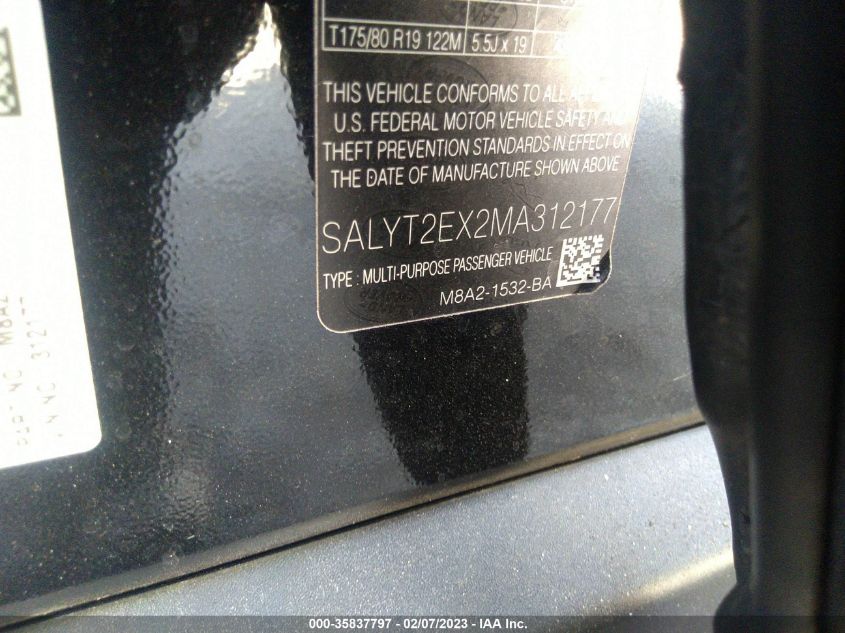 T175/80 R19 122M 5.5J x 19
THIS VEHICLE CONFORMS TO ALL
U.S. FEDERAL MOTOR VEHICLE SAFETY AND
THEFT PREVENTION STANDARDS IN EFFECT ON
THE DATE OF MANUFACTURE SHOWN ABOVE
SALYT2EX2MA312177
TYPE : MULTI-PURPOSE PASSENGER VEHICLE
M8A2-1532-BA
M8A2
000-35837797 - 02/07/2023 - IAA Inc.